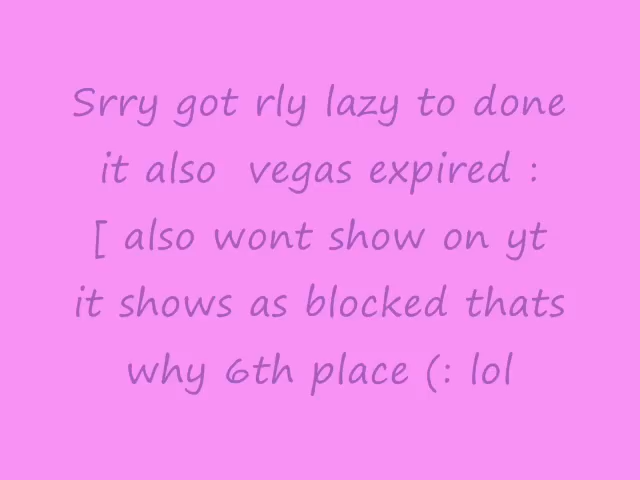 Srry got rly lazy to done
it also  vegas expired :
[ also wont show on yt
it shows as blocked thats
why 6th place (: lol